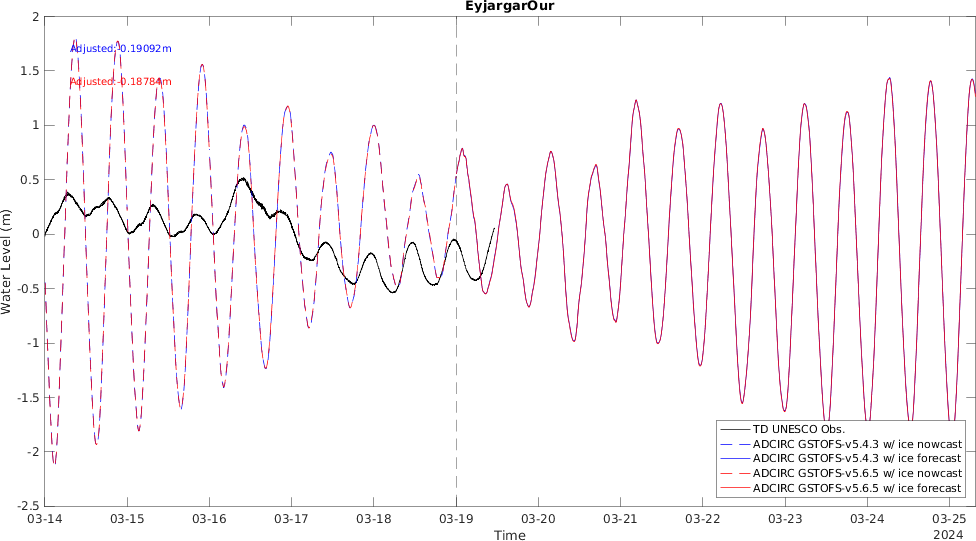 EyjargarOur
2
1.5
1
0.5
0
-0.5
-1
-1.5
-2
-2.5
Water Level (m)
Adjusted:-0.19092m
Adjusted:-0.18784m
TD UNESCO Obs.
ADCIRC GSTOFS-v5.4.3 w/ ice nowcast
ADCIRC GSTOFS-v5.4.3 w/ ice forecast
ADCIRC GSTOFS-v5.6.5 w/ ice nowcast
ADCIRC GSTOFS-v5.6.5 w/ ice forecast
03-14 03-15 03-16 03-17 03-18 03-19 03-20 03-21 03-22 03-23 03-24 03-25
Time
2024